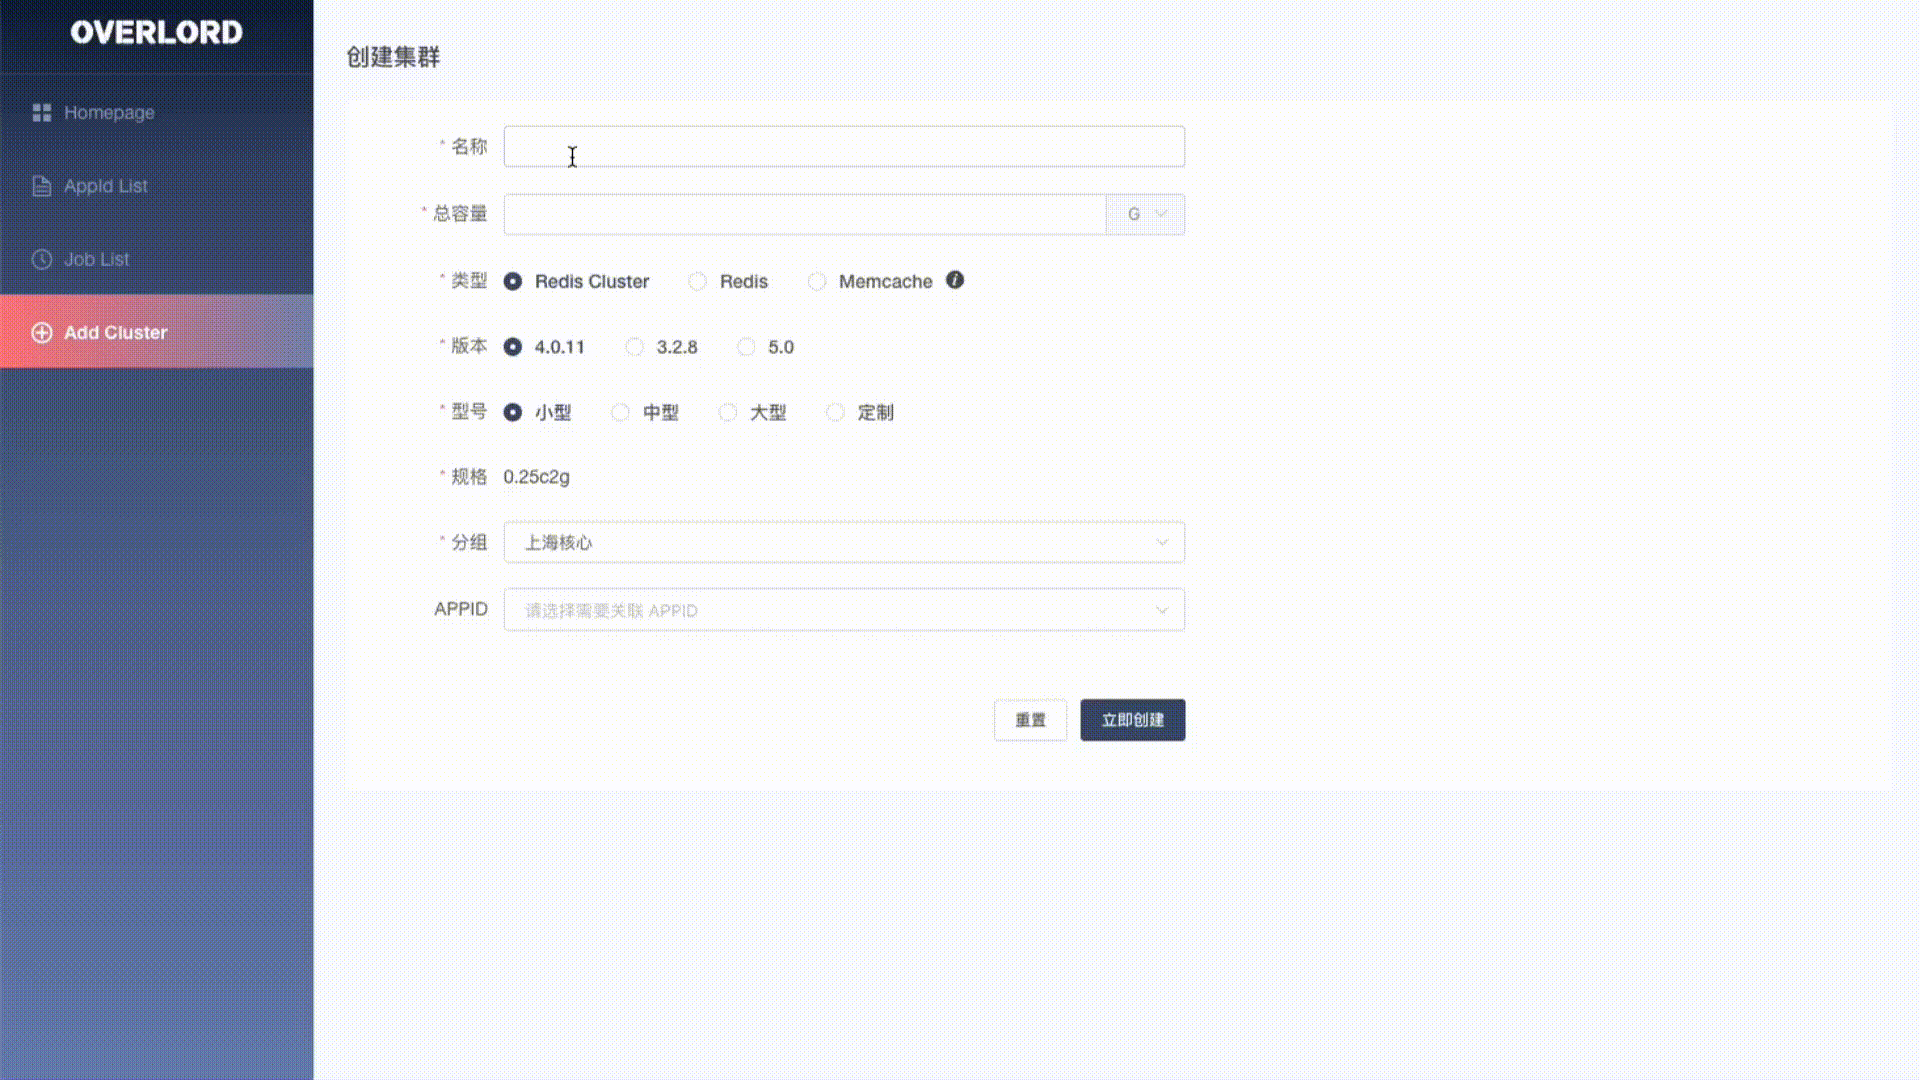 OVERLORD
Homepage
AppId List
Job List
Add Cluster
创建集群
* 名称
* 总容量 G
* 类型 Redis Cluster Redis Memcache i
* 版本 4.0.11 3.2.8 5.0
* 型号 小型 中型 大型 定制
* 规格 0.25c2g
* 分组 上海核心
APPID 请选择需要关联 APPID
重置 立即创建